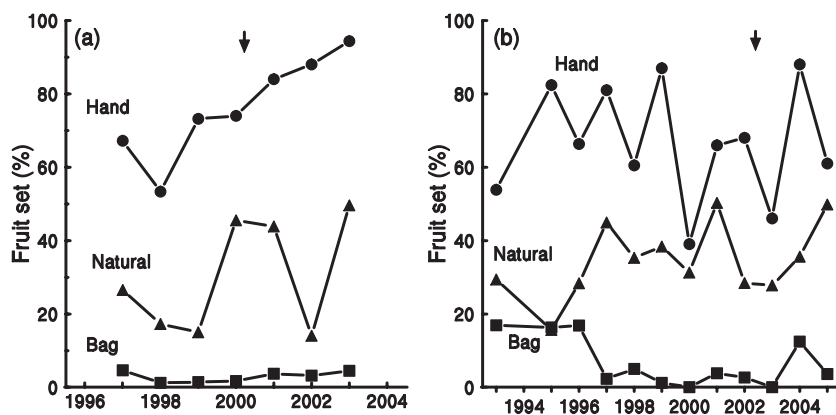 (a)
Fruit set (%)
100
80
60
40
20
0
Hand
Natural
Bag
1996 1998 2000 2002 2004
(b)
Fruit set (%)
100
80
60
40
20
0
Hand
Natural
Bag
1994 1996 1998 2000 2002 2004